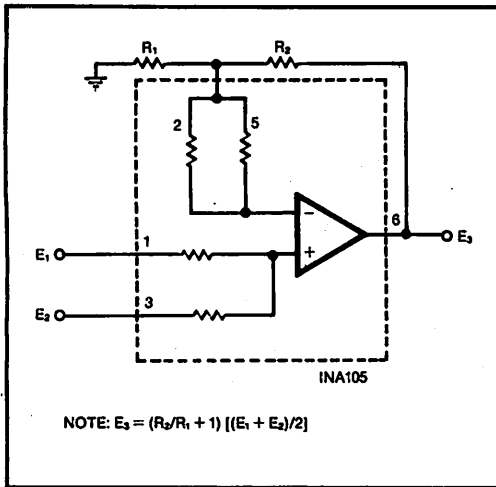 R₁
R₂
2
5
−
6
E₃
E₁
1
+
E₂
3
INA105
NOTE: E₃ = (R₂/R₁ + 1) [(E₁ + E₂)/2]